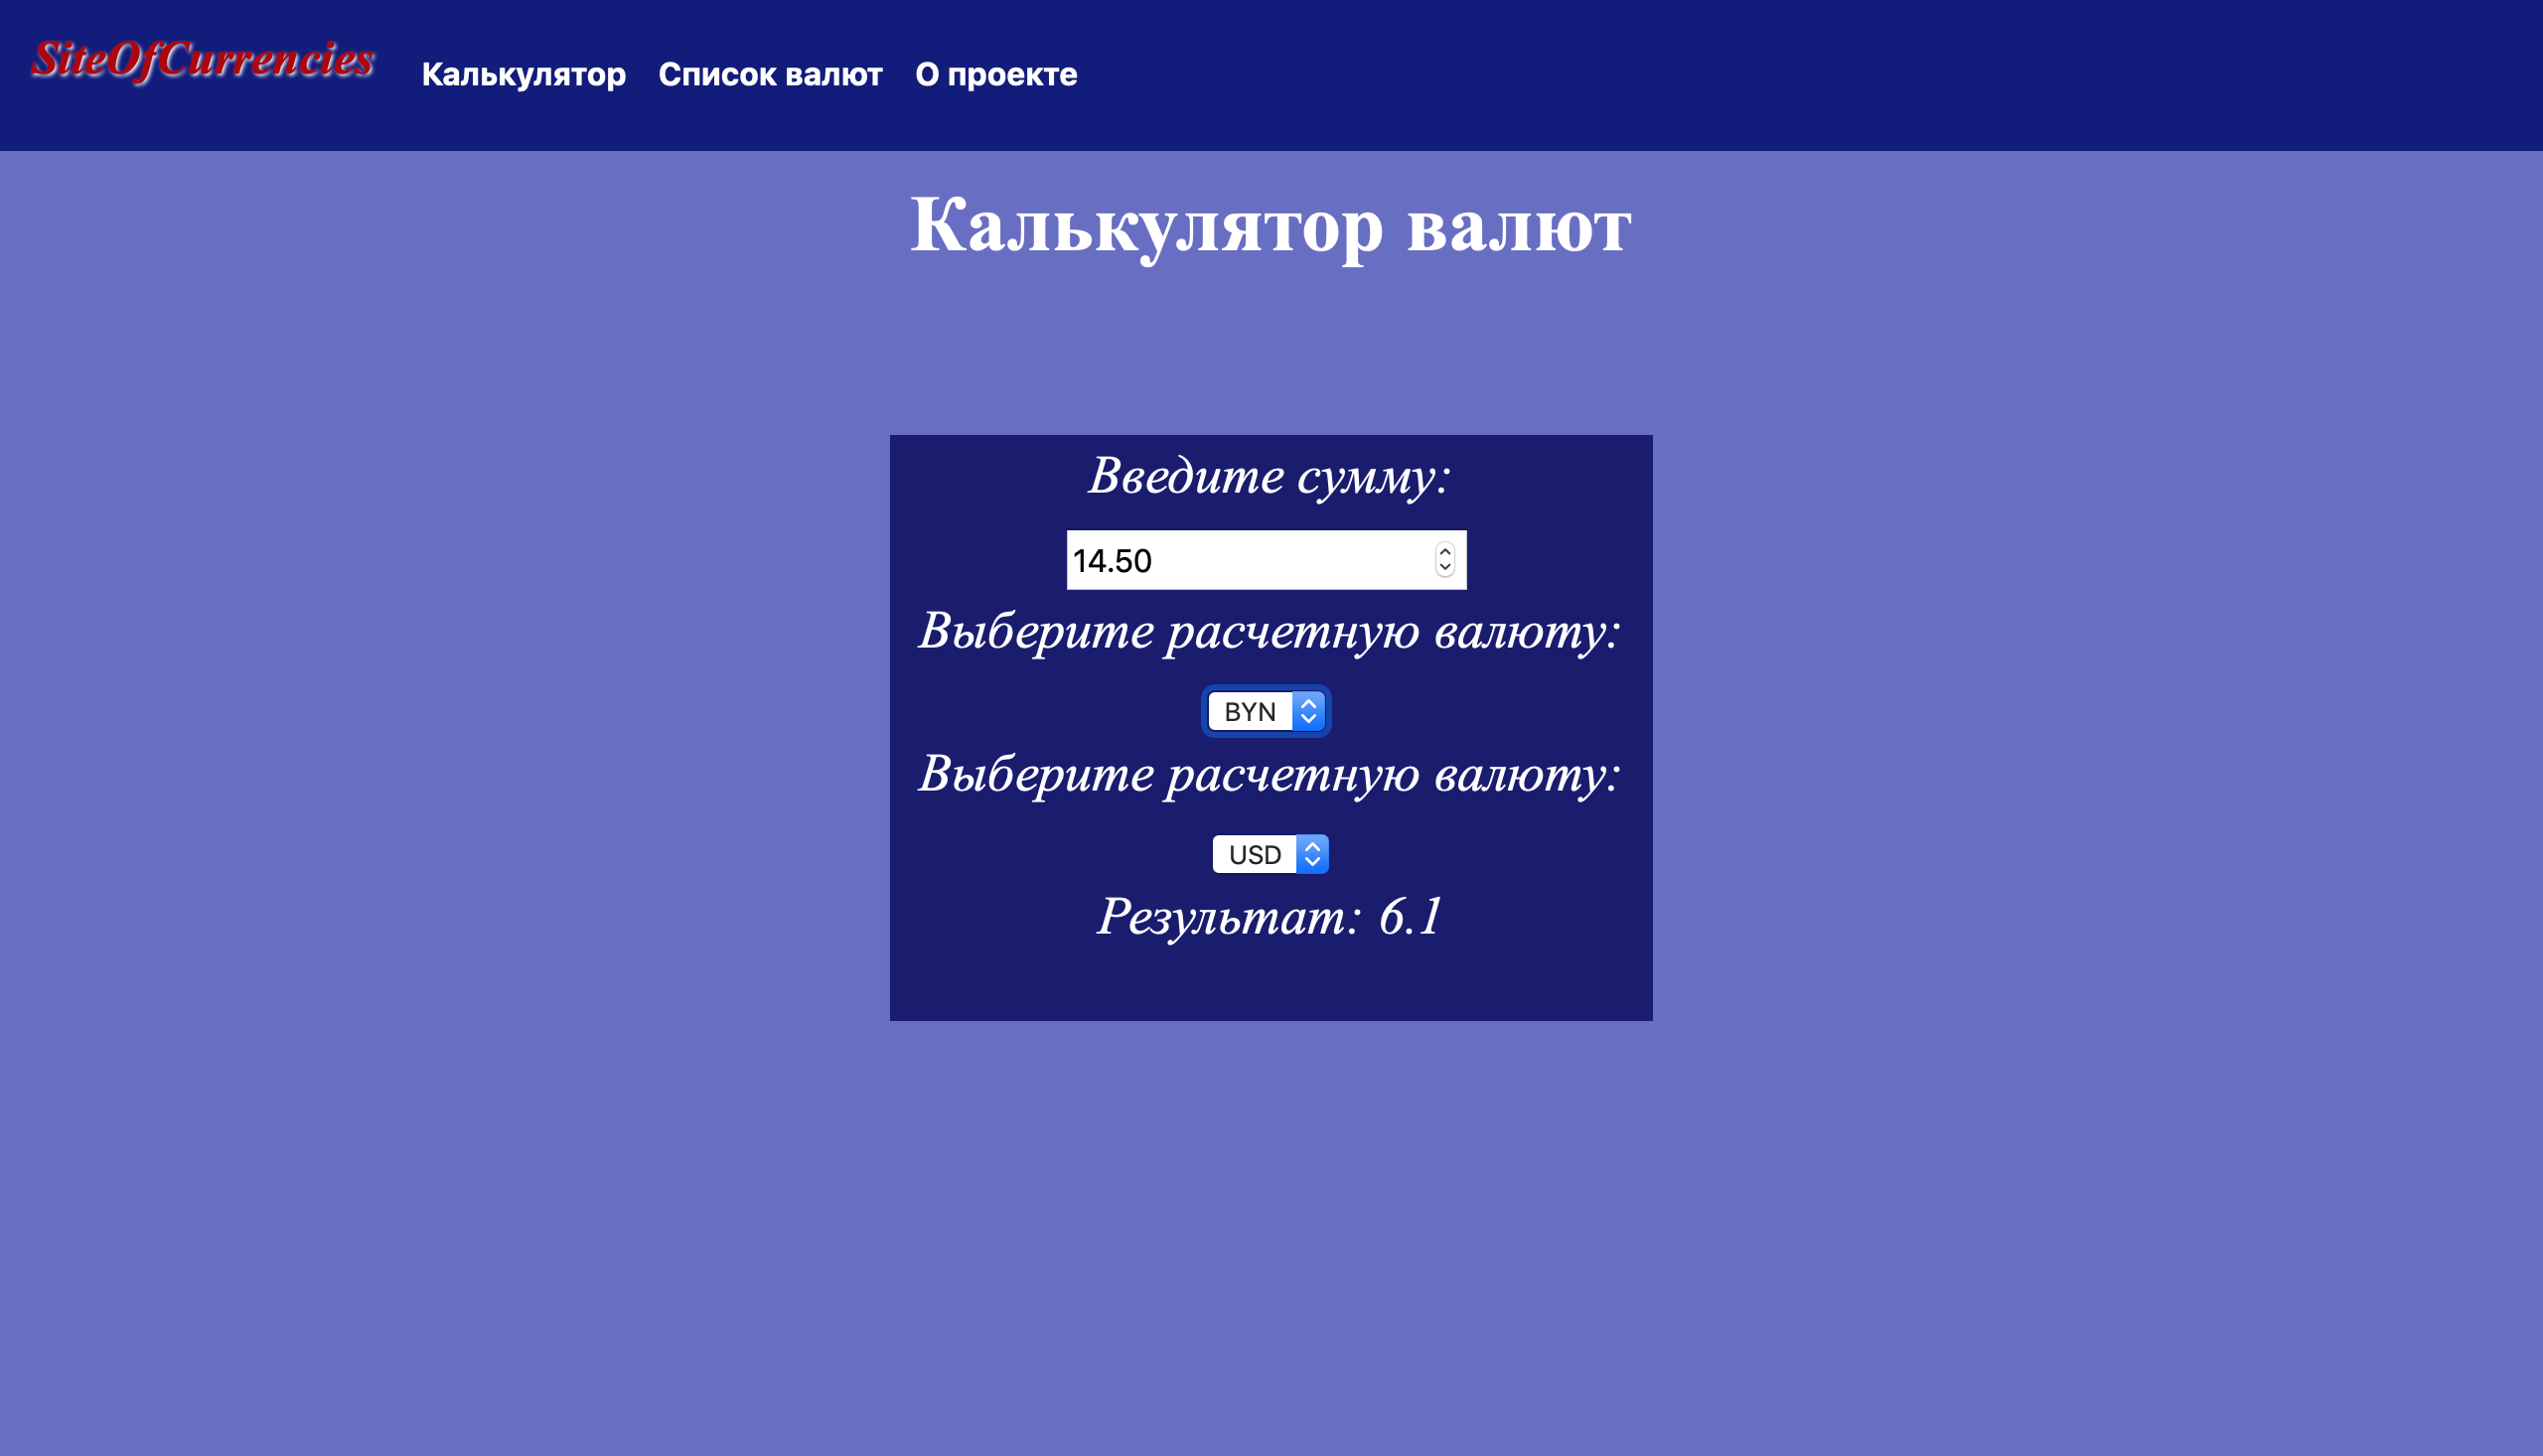 SiteOfCurrencies
Калькулятор Список валют О проекте
Калькулятор валют
Введите сумму:
14.50
Выберите расчетную валюту:
BYN
Выберите расчетную валюту:
USD
Результат: 6.1